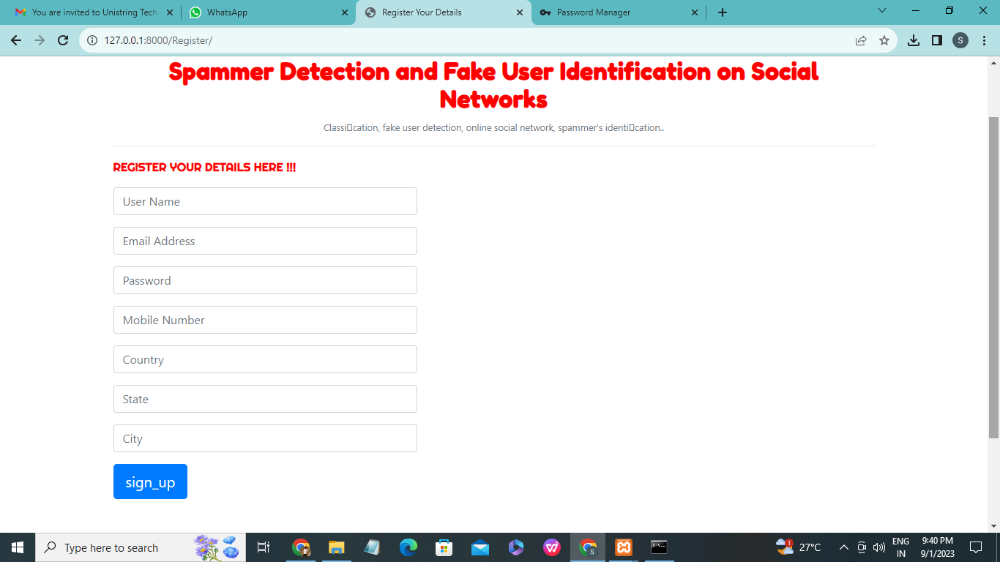 You are invited to Unistring Tech
WhatsApp
Register Your Details
Password Manager
127.0.0.1:8000/Register/
S
Spammer Detection and Fake User Identification on Social
Networks
Classi▯cation, fake user detection, online social network, spammer's identi▯cation..
REGISTER YOUR DETAILS HERE !!!
User Name
Email Address
Password
Mobile Number
Country
State
City
sign_up
Type here to search
27°C
ENG
IN
9:40 PM
9/1/2023